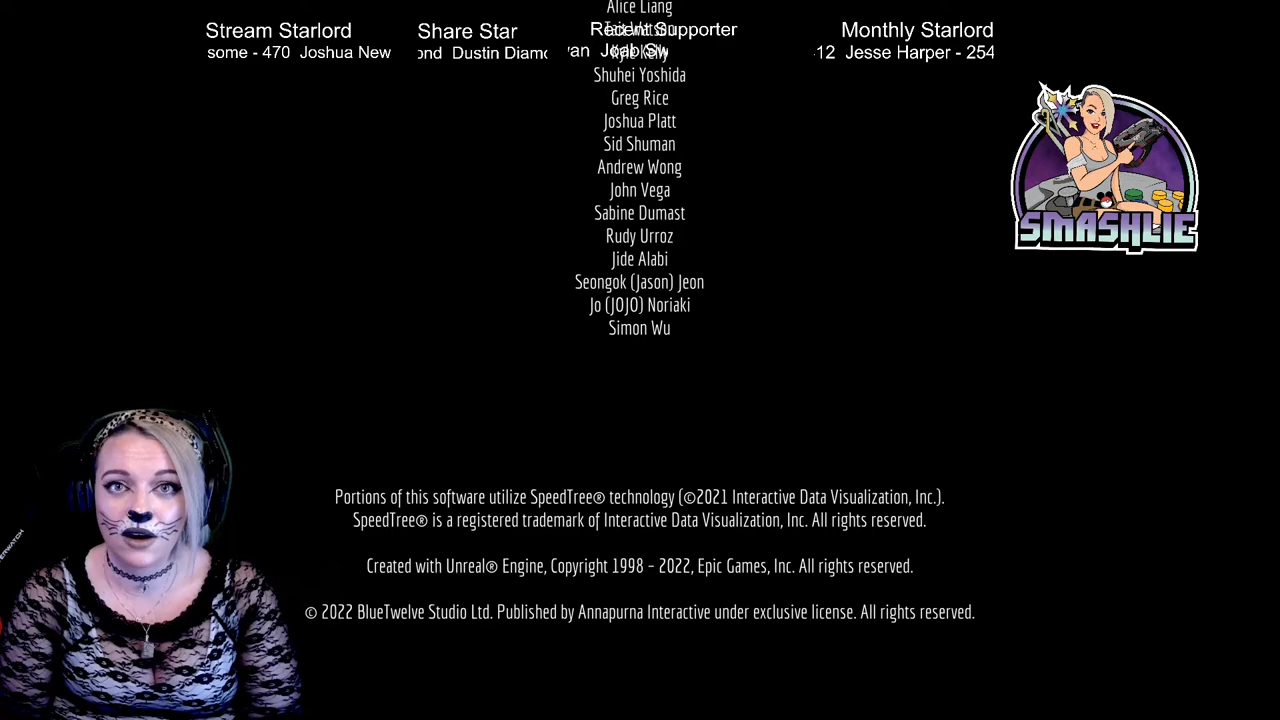 Alice Liang
Stream Starlord
Share Star
Recent Supporter
Monthly Starlord
some - 470 Joshua New
ond Dustin Diamo
van
12 Jesse Harper - 254
Kyle Kelly
Shuhei Yoshida
Greg Rice
Joshua Platt
Sid Shuman
Andrew Wong
John Vega
Sabine Dumast
Rudy Urroz
Jide Alabi
Seongok (Jason) Jeon
Jo (JOJO) Noriaki
Simon Wu
SMASHLIE
Portions of this software utilize SpeedTree® technology (©2021 Interactive Data Visualization, Inc.).
SpeedTree® is a registered trademark of Interactive Data Visualization, Inc. All rights reserved.
Created with Unreal® Engine, Copyright 1998 – 2022, Epic Games, Inc. All rights reserved.
© 2022 BlueTwelve Studio Ltd. Published by Annapurna Interactive under exclusive license. All rights reserved.
ERWATCH